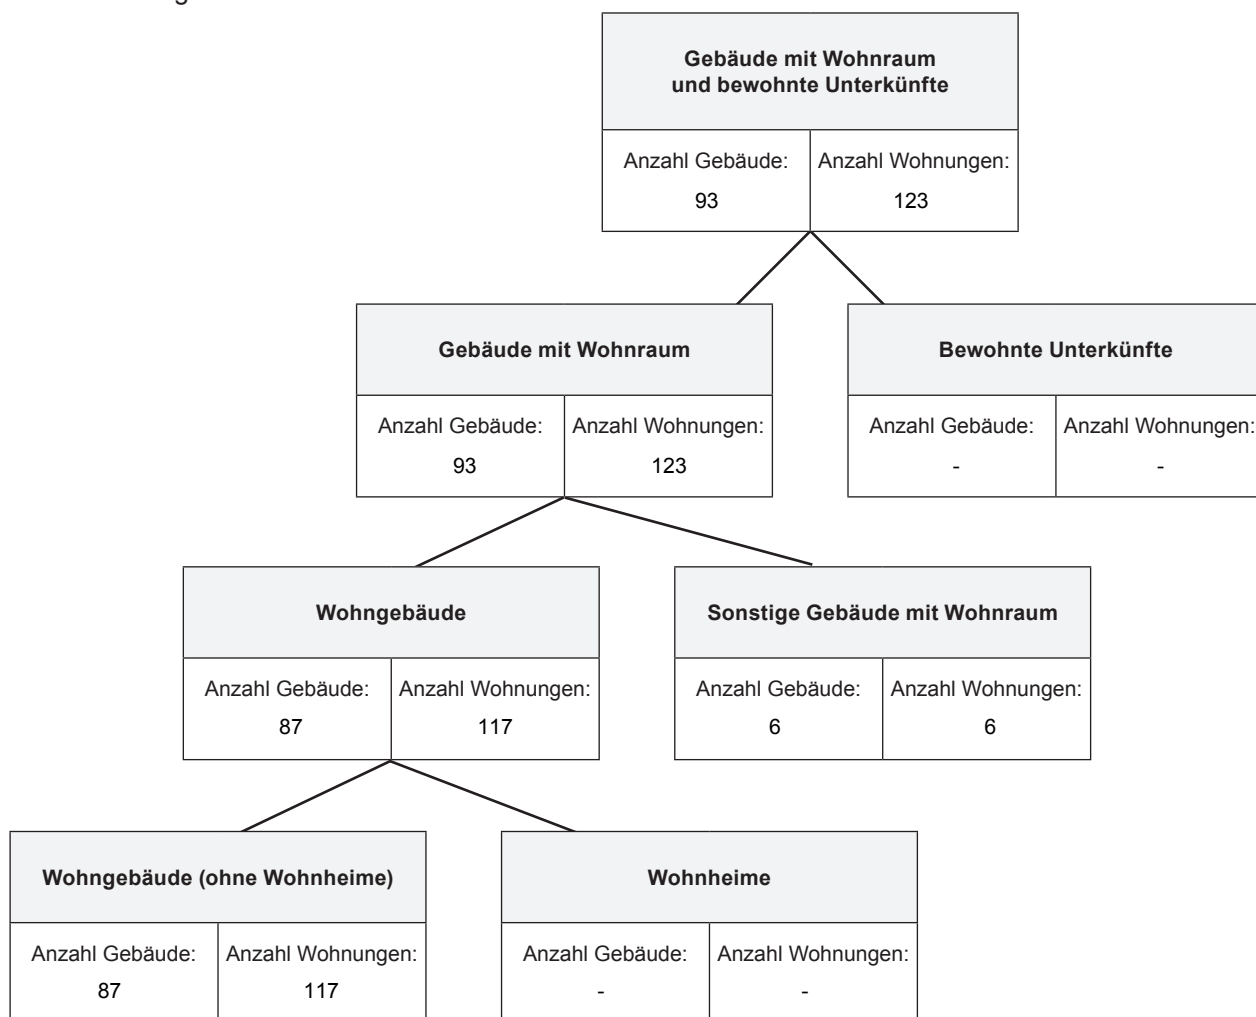 Gebäude mit Wohnraum
und bewohnte Unterkünfte
Anzahl Gebäude: Anzahl Wohnungen:
93 123
Gebäude mit Wohnraum Bewohnte Unterkünfte
Anzahl Gebäude: Anzahl Wohnungen: Anzahl Gebäude: Anzahl Wohnungen:
93 123 - -
Wohngebäude Sonstige Gebäude mit Wohnraum
Anzahl Gebäude: Anzahl Wohnungen: Anzahl Gebäude: Anzahl Wohnungen:
87 117 6 6
Wohngebäude (ohne Wohnheime) Wohnheime
Anzahl Gebäude: Anzahl Wohnungen: Anzahl Gebäude: Anzahl Wohnungen:
87 117 - -